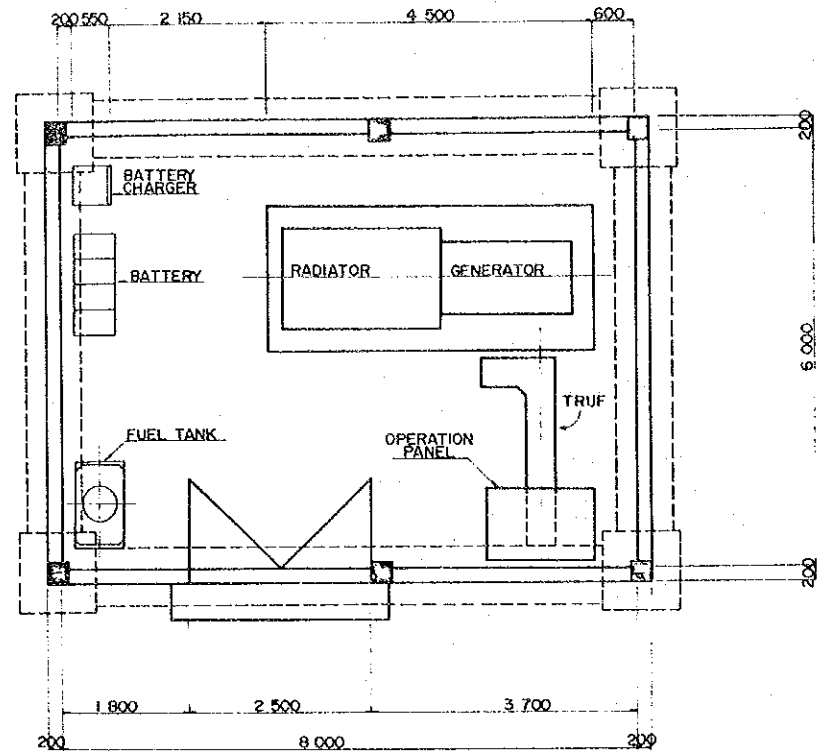 200 550 2 150 4 500 600
200
BATTERY
CHARGER
BATTERY
RADIATOR GENERATOR
6 000
TRUF
FUEL TANK
OPERATION
PANEL
200
1 800 2 500 3 700
200 8 000 200